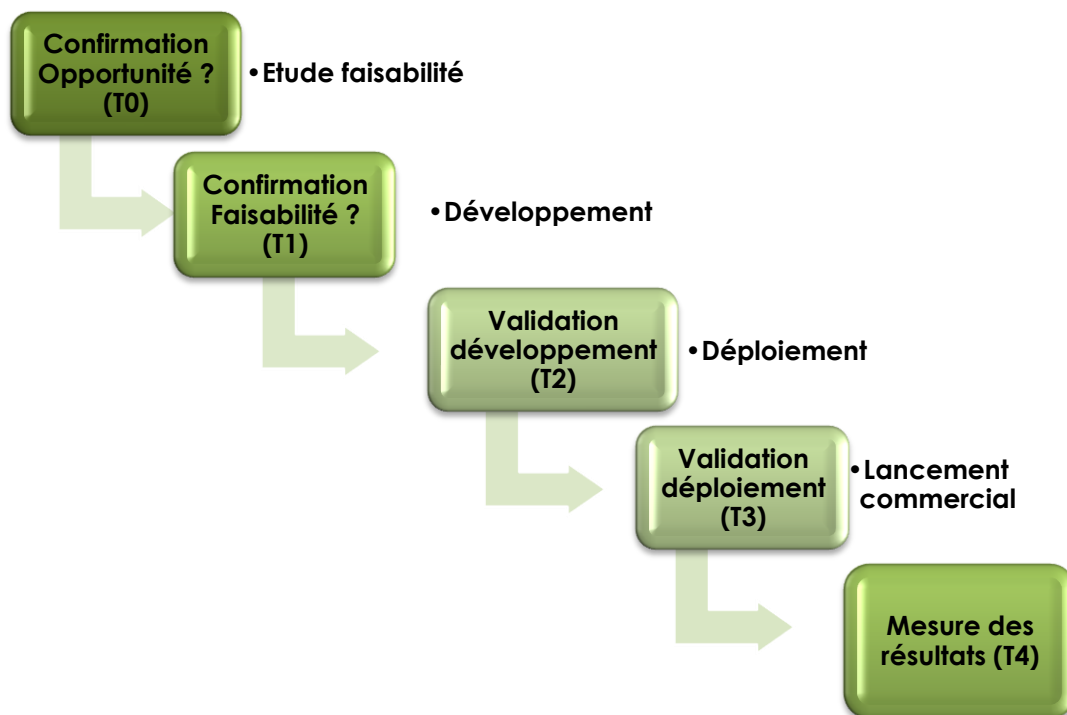 Confirmation
Opportunité ?
(T0)
•Etude faisabilité
Confirmation
Faisabilité ?
(T1)
•Développement
Validation
développement
(T2)
•Déploiement
Validation
déploiement
(T3)
•Lancement
commercial
Mesure des
résultats (T4)